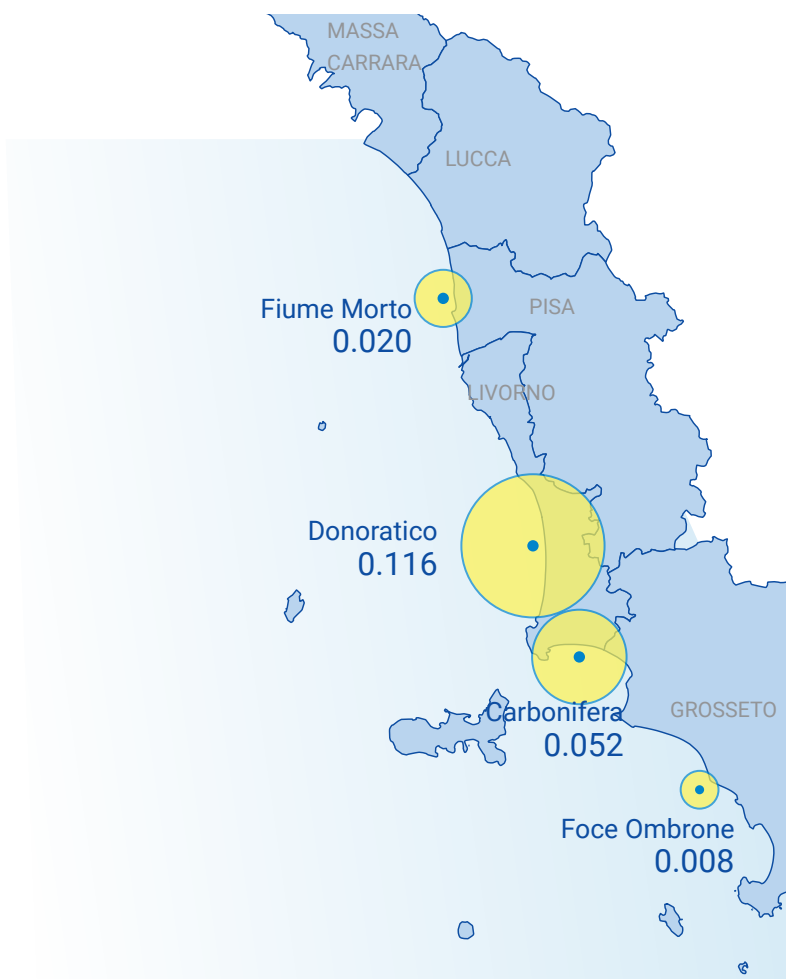 MASSA
CARRARA
LUCCA
Fiume Morto
0.020
PISA
LIVORNO
Donoratico
0.116
Carbonifera
0.052
GROSSETO
Foce Ombrone
0.008